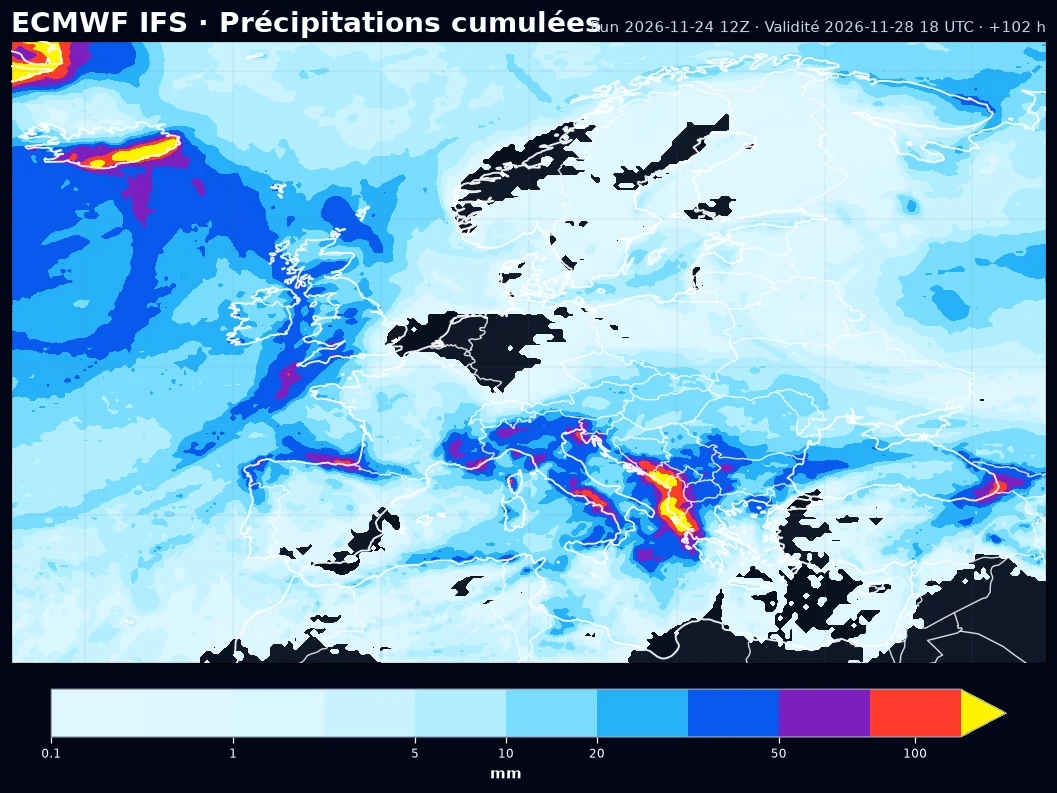 ECMWF IFS · Précipitations cumulées
Run 2026-11-24 12Z · Validité 2026-11-28 18 UTC · +102 h
0.1 1 5 10 20 50 100
mm